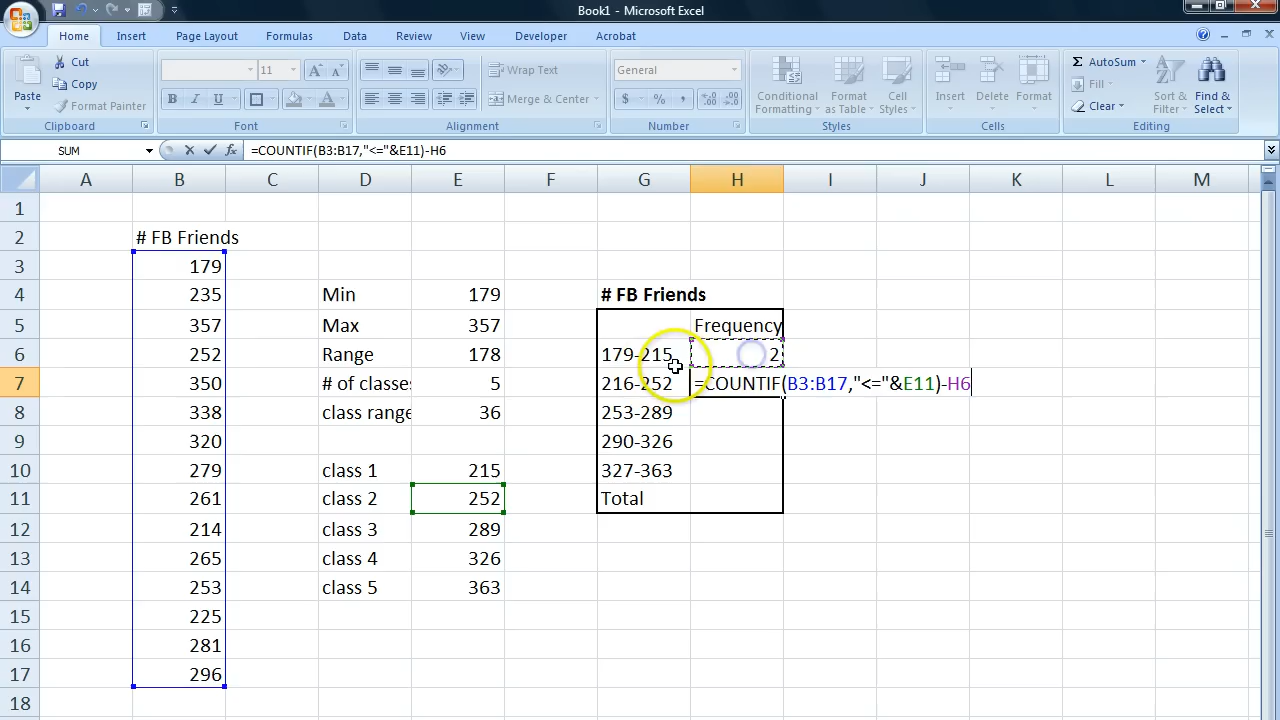 Book1 - Microsoft Excel
Home Insert Page Layout Formulas Data Review View Developer Acrobat
Paste
Cut
Copy
Format Painter
Clipboard
11
B I U
Font
Wrap Text
Merge & Center
Alignment
General
$ % ,
Number
Conditional Formatting
Format as Table
Cell Styles
Styles
Insert
Delete
Format
Cells
AutoSum
Fill
Clear
Sort & Filter
Find & Select
Editing
SUM
=COUNTIF(B3:B17,"<="&E11)-H6
A B C D E F G H I J K L M
1
2 # FB Friends
3 179
4 235 Min 179 # FB Friends
5 357 Max 357 Frequency
6 252 Range 178 179-215 2
7 350 # of classes 5 216-252 =COUNTIF(B3:B17,"<="&E11)-H6
8 338 class range 36 253-289
9 320 290-326
10 279 class 1 215 327-363
11 261 class 2 252 Total
12 214 class 3 289
13 265 class 4 326
14 253 class 5 363
15 225
16 281
17 296
18